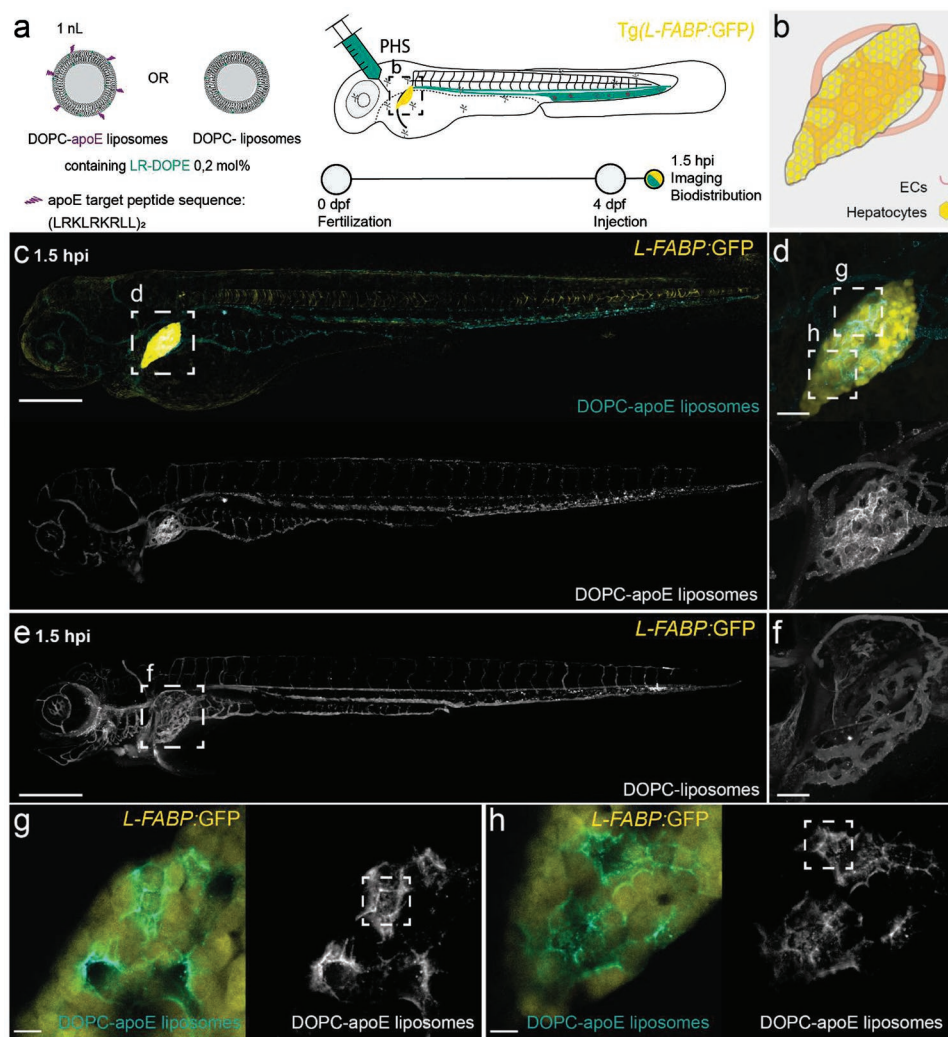 a
1 nL
OR
DOPC-apoE liposomes
DOPC- liposomes
containing LR-DOPE 0,2 mol%
apoE target peptide sequence:
(LRKLRKRLL)₂
PHS
b
Tg(L-FABP:GFP)
0 dpf
Fertilization
4 dpf
Injection
1.5 hpi
Imaging
Biodistribution
b
ECs
Hepatocytes
c 1.5 hpi
L-FABP:GFP
d
DOPC-apoE liposomes
DOPC-apoE liposomes
d
g
h
e 1.5 hpi
L-FABP:GFP
f
DOPC-liposomes
f
g
L-FABP:GFP
DOPC-apoE liposomes
DOPC-apoE liposomes
h
L-FABP:GFP
DOPC-apoE liposomes
DOPC-apoE liposomes